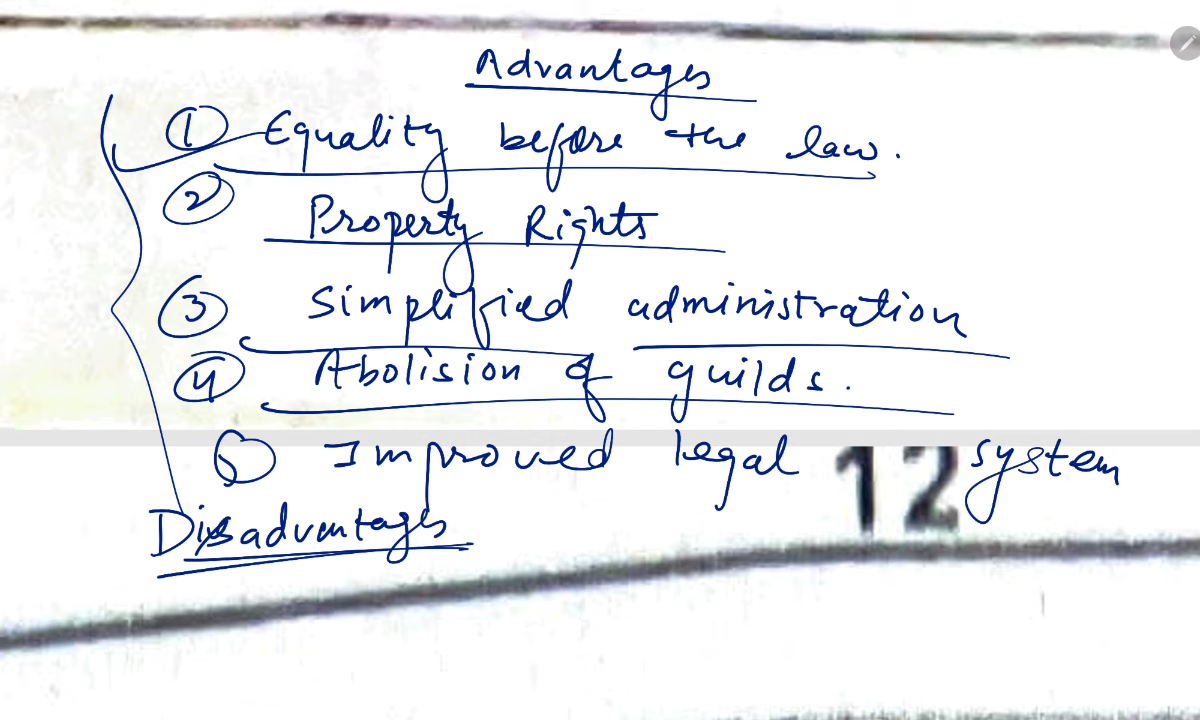 Advantages
① Equality before the law.
② Property Rights
③ Simplified administration
④ Abolision of guilds.
⑤ Improved legal system
12
Disadvantages